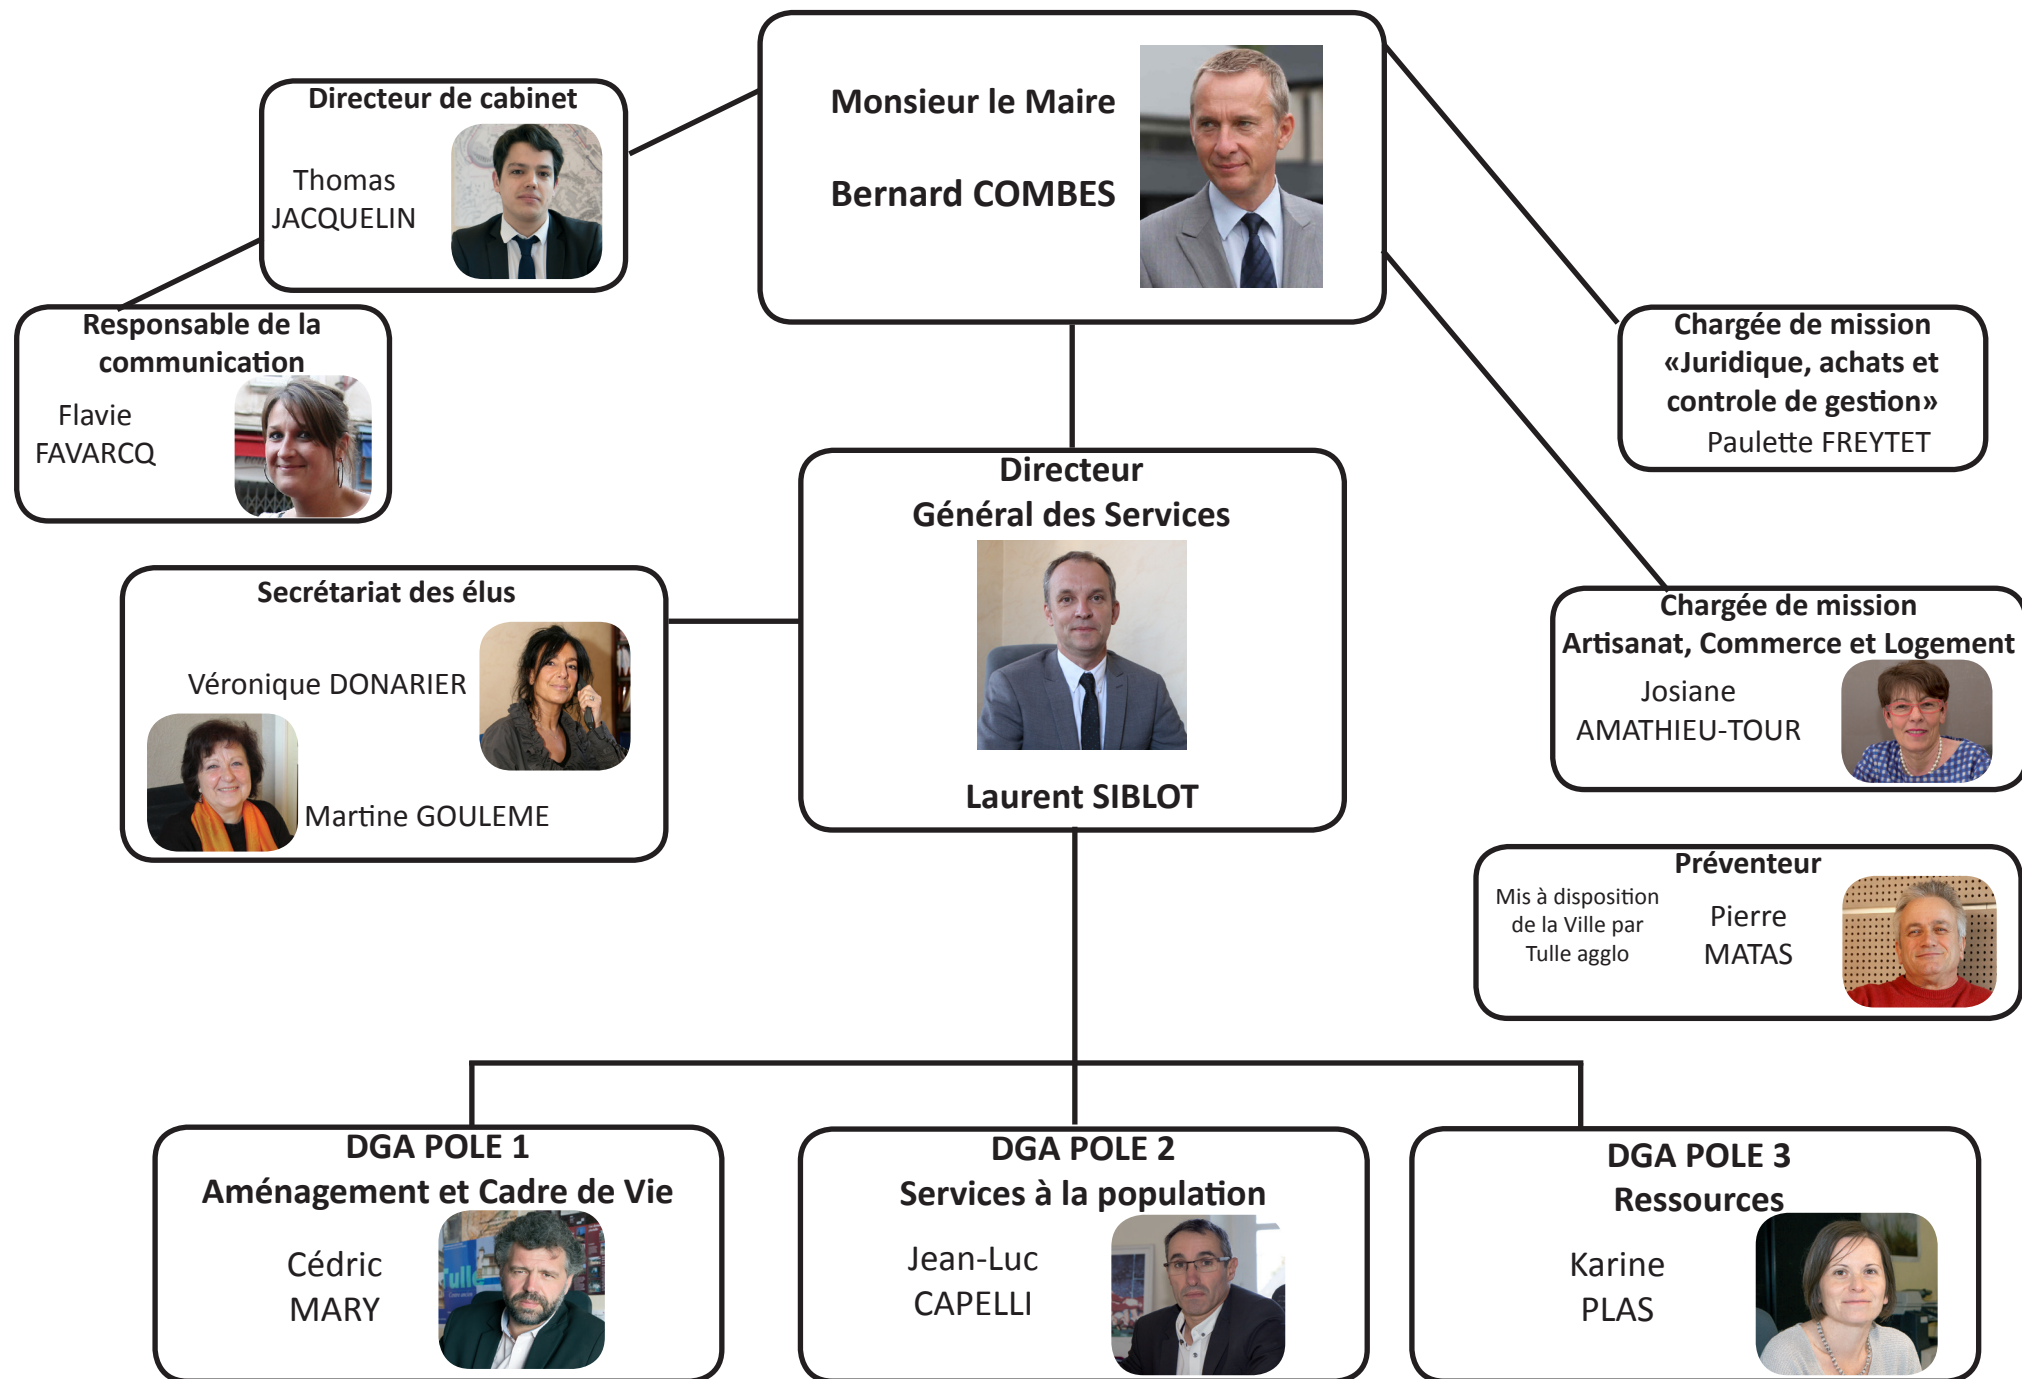 Monsieur le Maire
Bernard COMBES
Directeur de cabinet
Thomas
JACQUELIN
Responsable de la
communication
Flavie
FAVARCQ
Chargée de mission
«Juridique, achats et
controle de gestion»
Paulette FREYTET
Directeur
Général des Services
Laurent SIBLOT
Secrétariat des élus
Véronique DONARIER
Martine GOULEME
Chargée de mission
Artisanat, Commerce et Logement
Josiane
AMATHIEU-TOUR
Préventeur
Mis à disposition
de la Ville par
Tulle agglo
Pierre
MATAS
DGA POLE 1
Aménagement et Cadre de Vie
Cédric
MARY
Tulle
DGA POLE 2
Services à la population
Jean-Luc
CAPELLI
DGA POLE 3
Ressources
Karine
PLAS